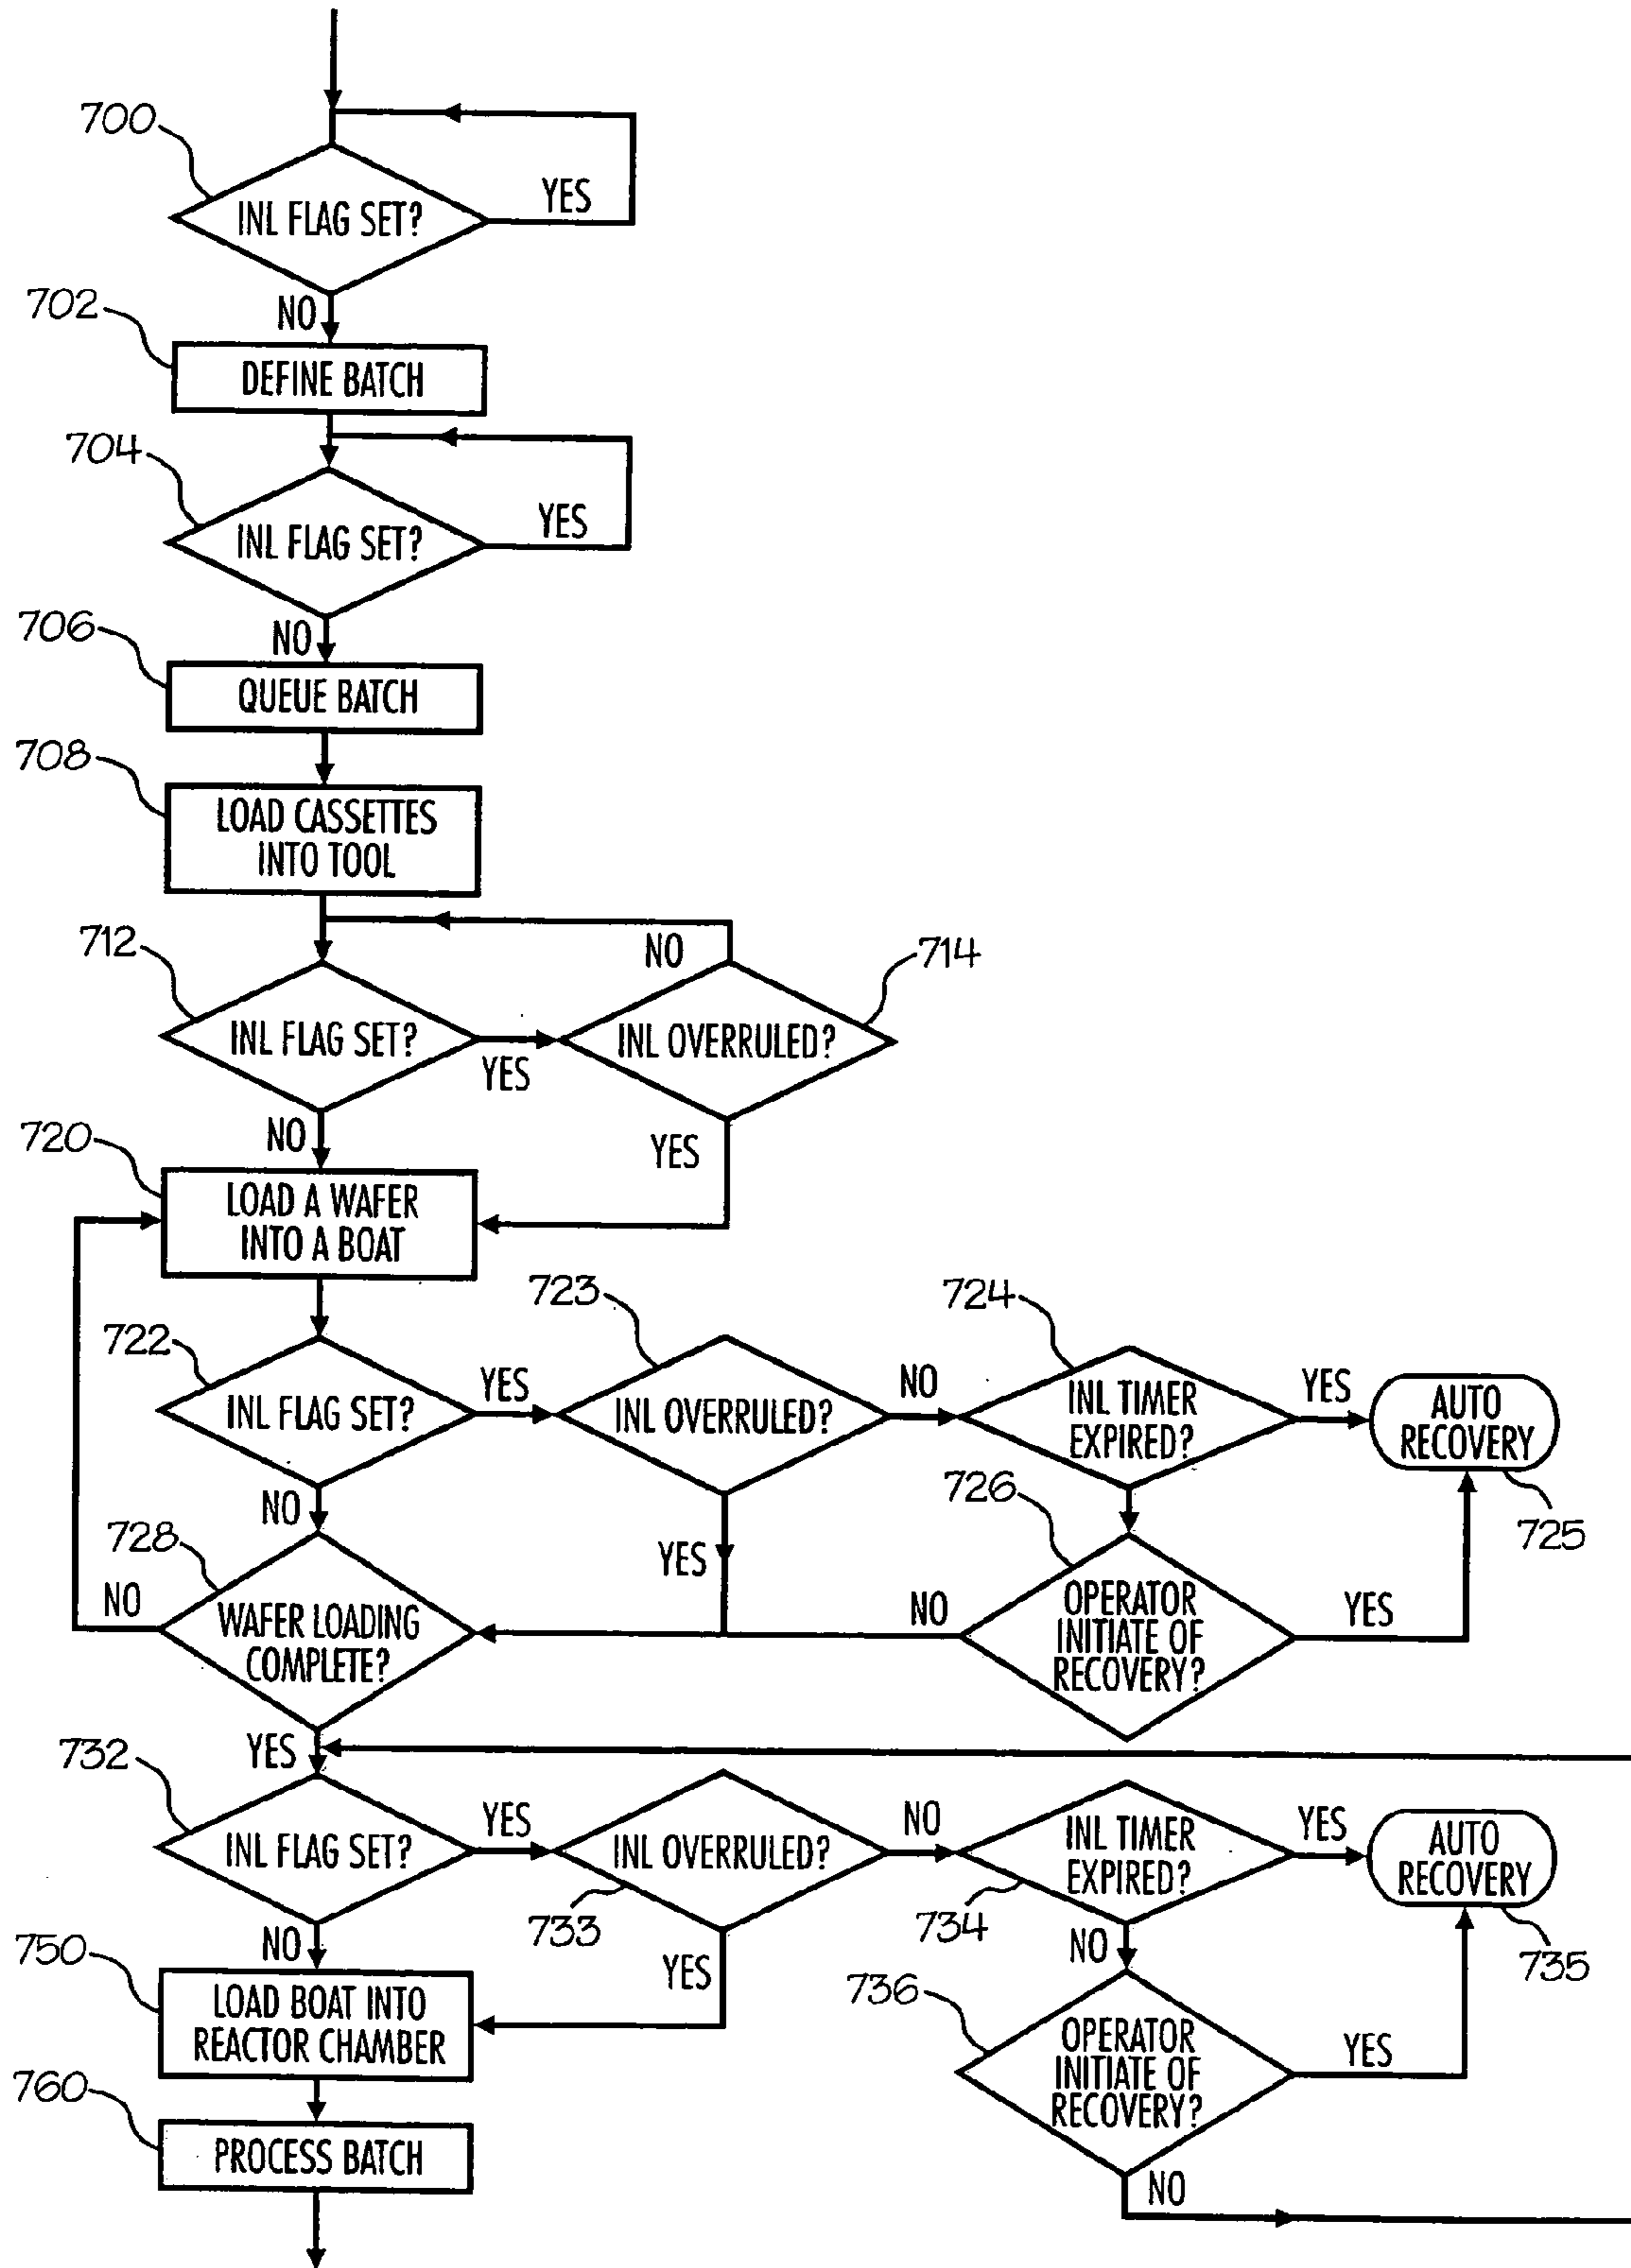 700
INL FLAG SET?
YES
NO
702
DEFINE BATCH
704
INL FLAG SET?
YES
NO
706
QUEUE BATCH
708
LOAD CASSETTES
INTO TOOL
712
INL FLAG SET?
YES
NO
714
INL OVERRULED?
NO
YES
720
LOAD A WAFER
INTO A BOAT
722
INL FLAG SET?
YES
NO
723
INL OVERRULED?
NO
YES
724
INL TIMER
EXPIRED?
YES
AUTO
RECOVERY
725
726
OPERATOR
INITIATE OF
RECOVERY?
YES
NO
728
WAFER LOADING
COMPLETE?
NO
YES
732
INL FLAG SET?
YES
NO
INL OVERRULED?
733
NO
YES
INL TIMER
EXPIRED?
734
YES
NO
AUTO
RECOVERY
735
736
OPERATOR
INITIATE OF
RECOVERY?
YES
NO
750
LOAD BOAT INTO
REACTOR CHAMBER
760
PROCESS BATCH